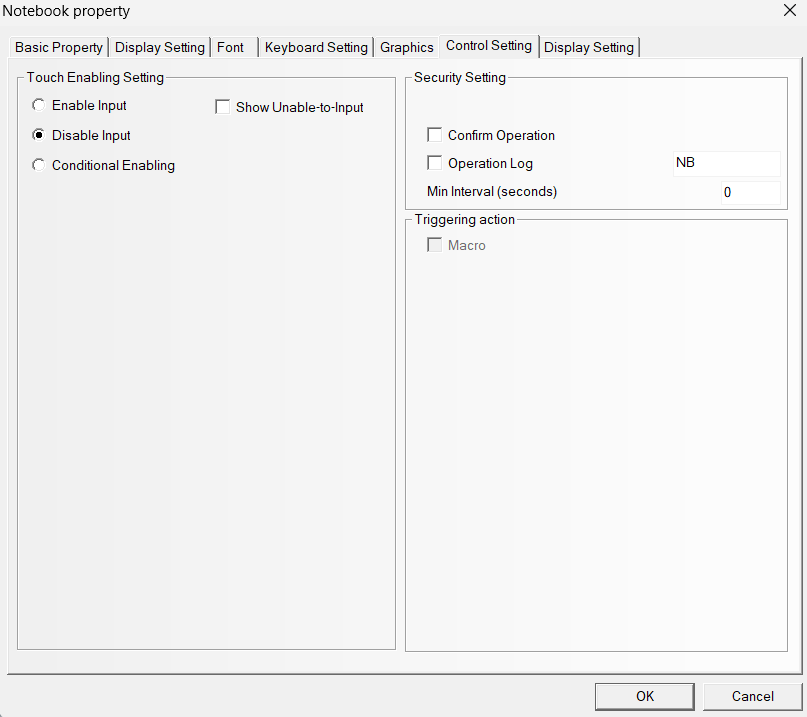 Notebook property
Basic Property Display Setting Font Keyboard Setting Graphics Control Setting Display Setting
Touch Enabling Setting
Enable Input
Show Unable-to-Input
Disable Input
Conditional Enabling
Security Setting
Confirm Operation
Operation Log NB
Min Interval (seconds) 0
Triggering action
Macro
OK Cancel